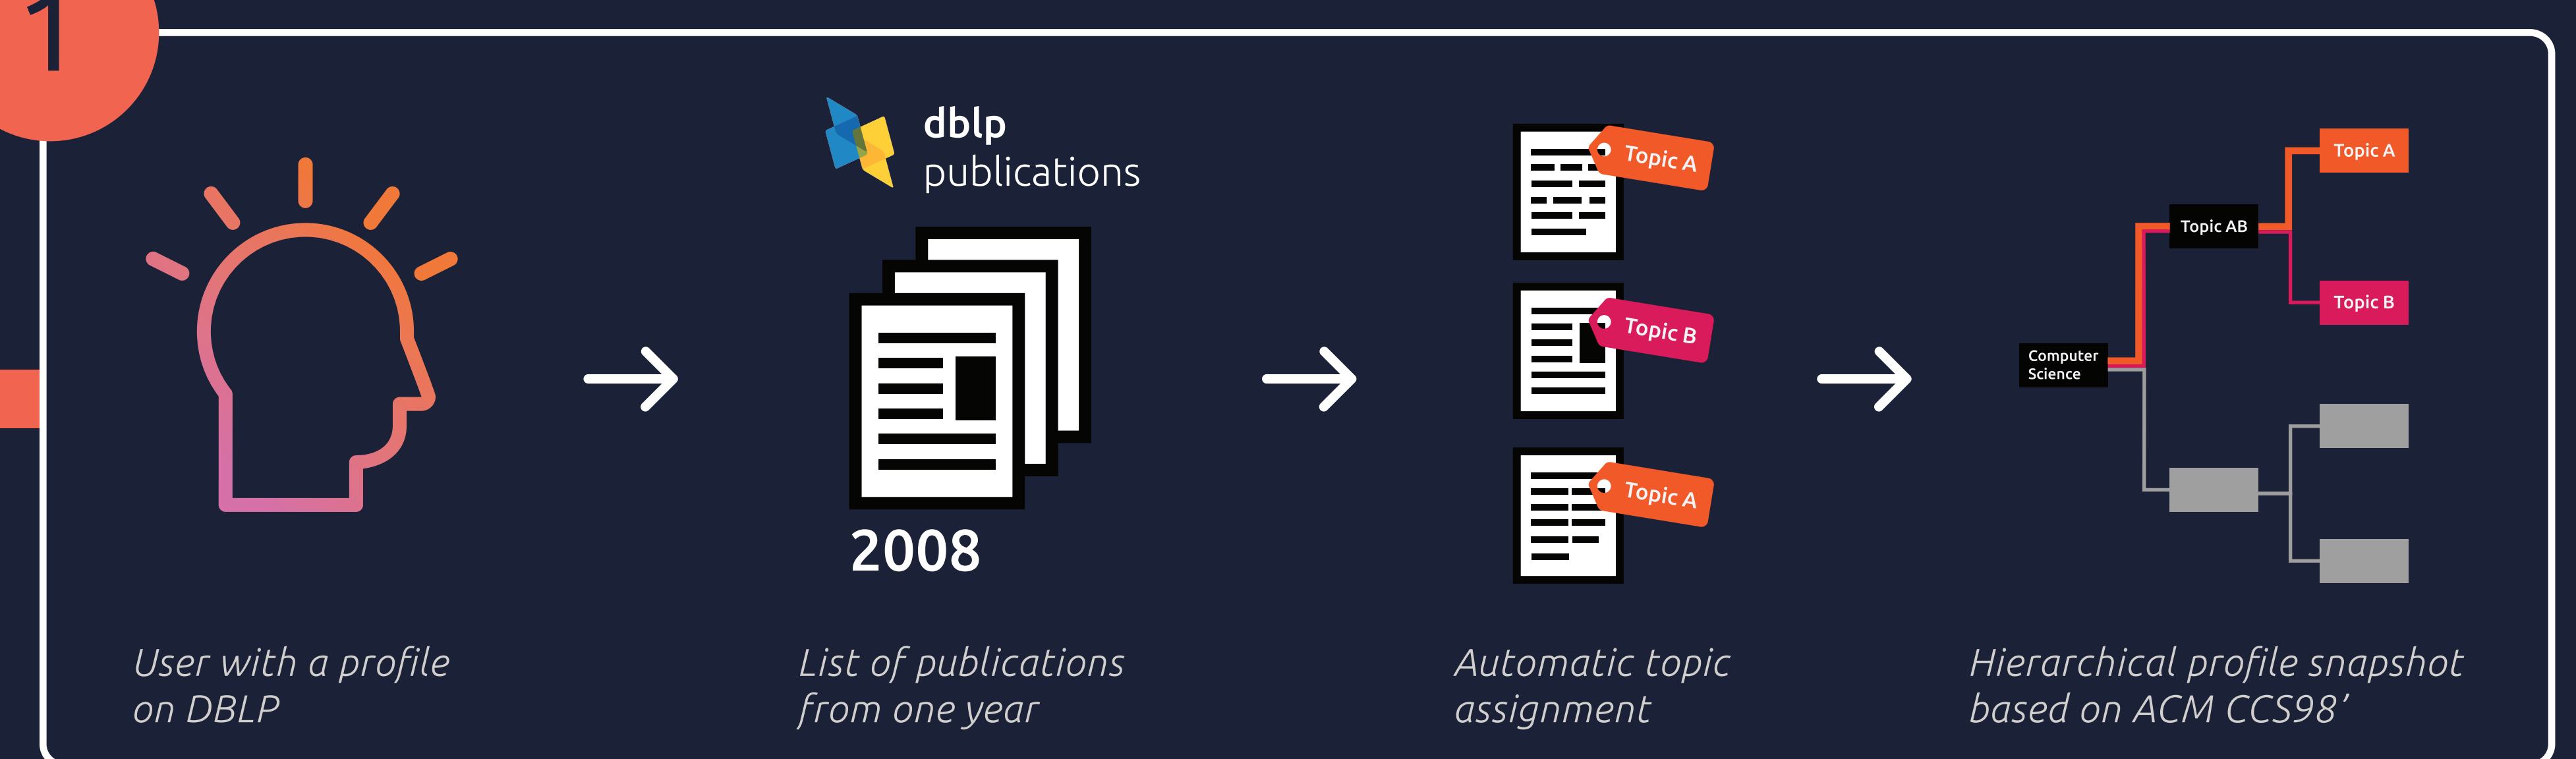 1
dblp
publications
2008
Topic A
Topic B
Topic A
Computer
Science
Topic AB
Topic A
Topic B
User with a profile
on DBLP
List of publications
from one year
Automatic topic
assignment
Hierarchical profile snapshot
based on ACM CCS98’